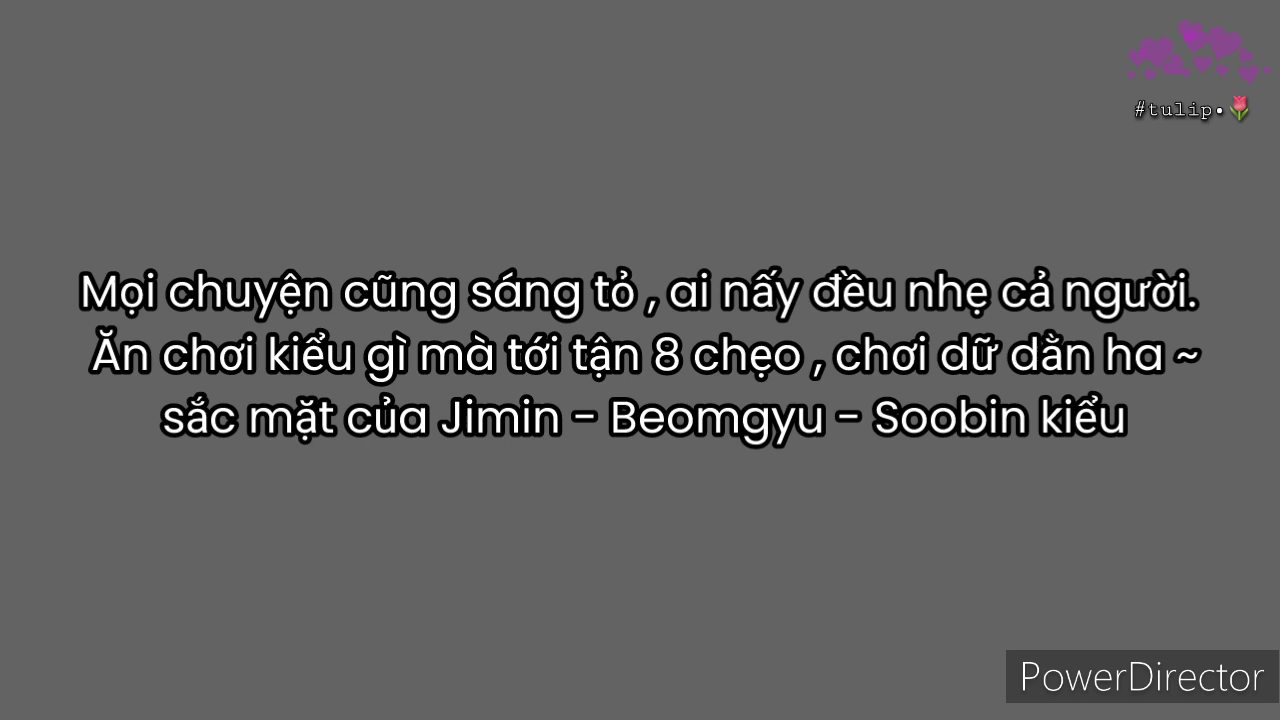 #tulip•🌷
Mọi chuyện cũng sáng tỏ , ai nấy đều nhẹ cả người.
Ăn chơi kiểu gì mà tới tận 8 chẹo , chơi dữ dằn ha ~
sắc mặt của Jimin - Beomgyu - Soobin kiểu
PowerDirector